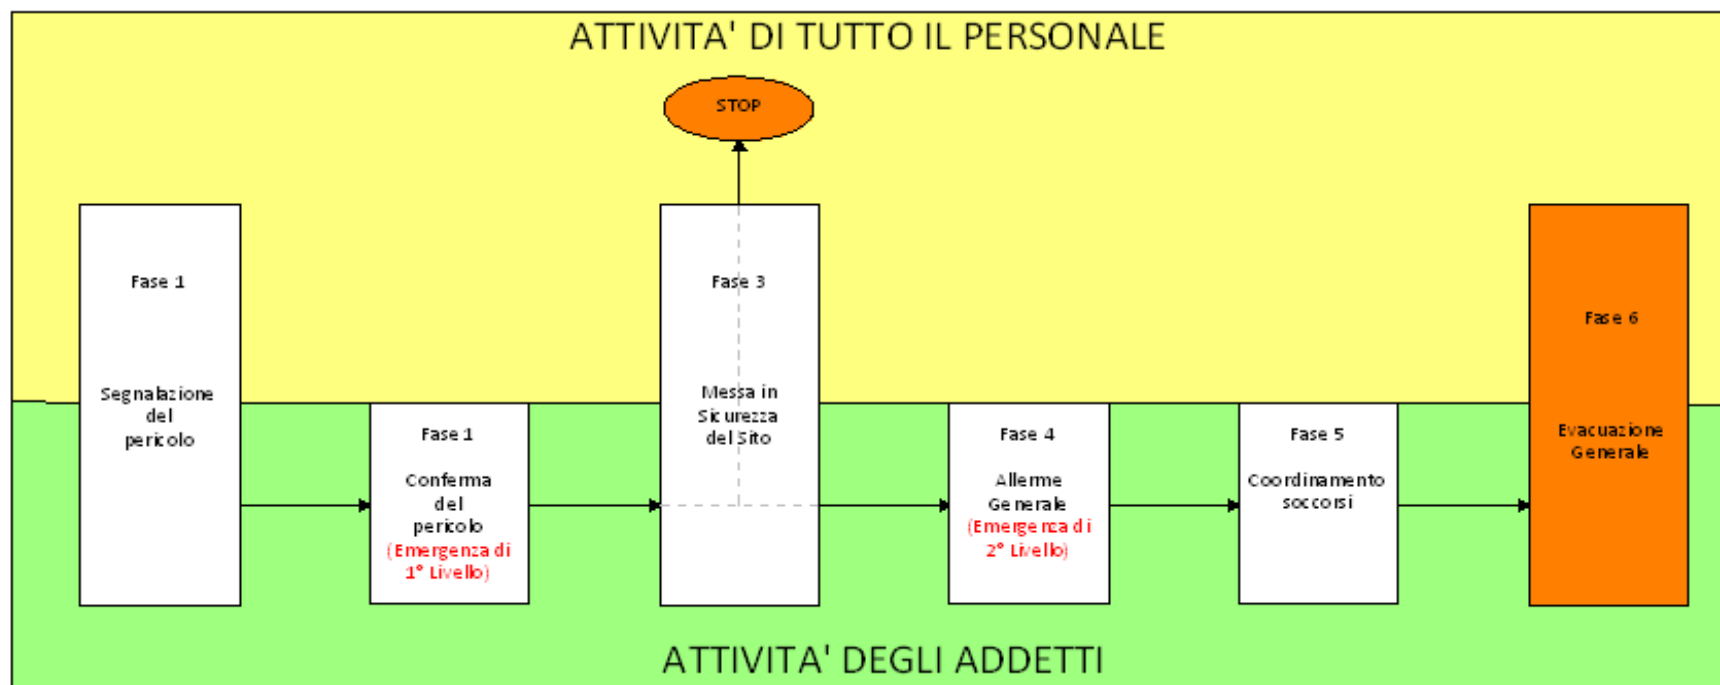 ATTIVITA' DI TUTTO IL PERSONALE
STOP
Fase 1
Segnalazione
del
pericolo
Fase 1
Conferma
del
pericolo
(Emergenza di
1° Livello)
Fase 3
Messa in
Sicurezza
del Sito
Fase 4
Allerme
Generale
(Emergenza di
2° Livello)
Fase 5
Coordinamento
soccorsi
Fase 6
Evacuazione
Generale
ATTIVITA' DEGLI ADDETTI